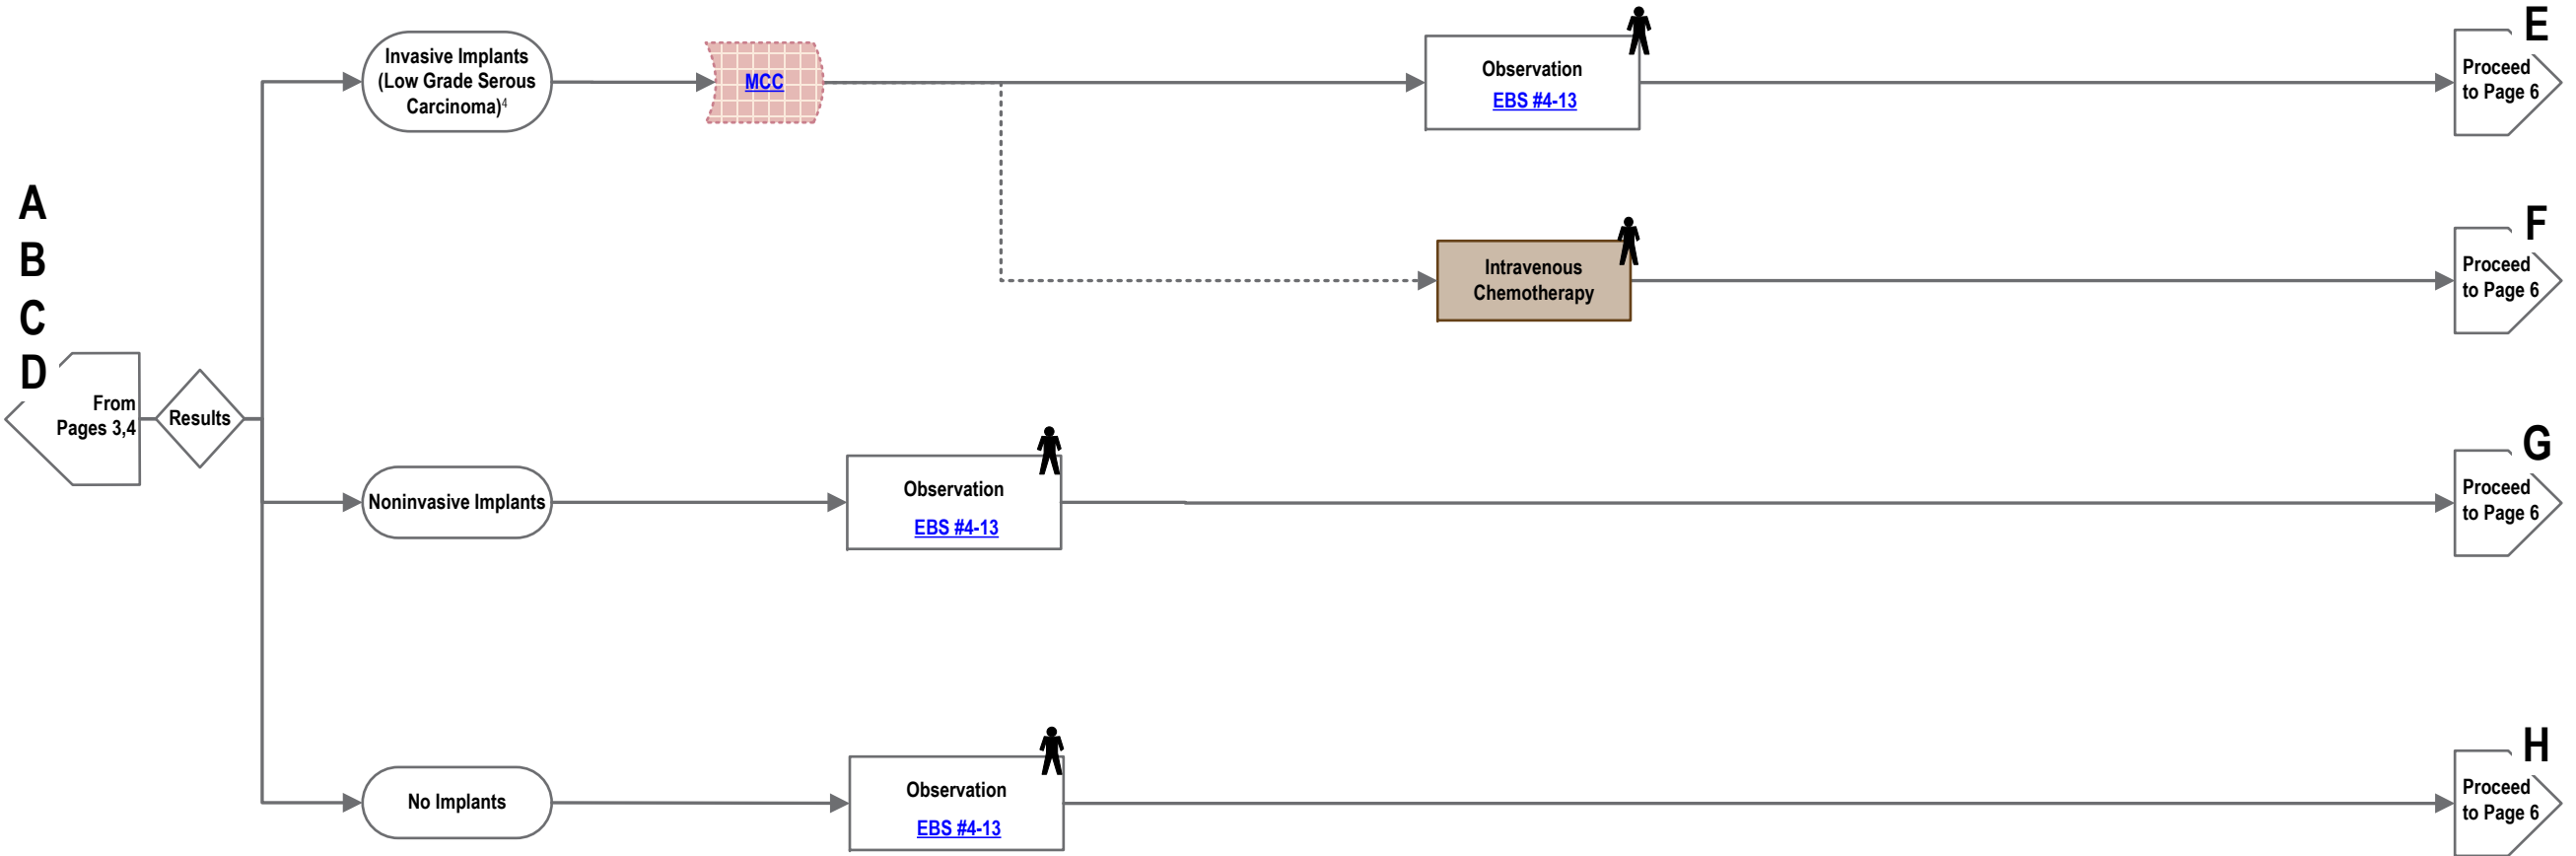 A
B
C
D
From
Pages 3,4
Results
Invasive Implants
(Low Grade Serous
Carcinoma)4
MCC
Observation
EBS #4-13
E
Proceed
to Page 6
Intravenous
Chemotherapy
F
Proceed
to Page 6
Noninvasive Implants
Observation
EBS #4-13
G
Proceed
to Page 6
No Implants
Observation
EBS #4-13
H
Proceed
to Page 6